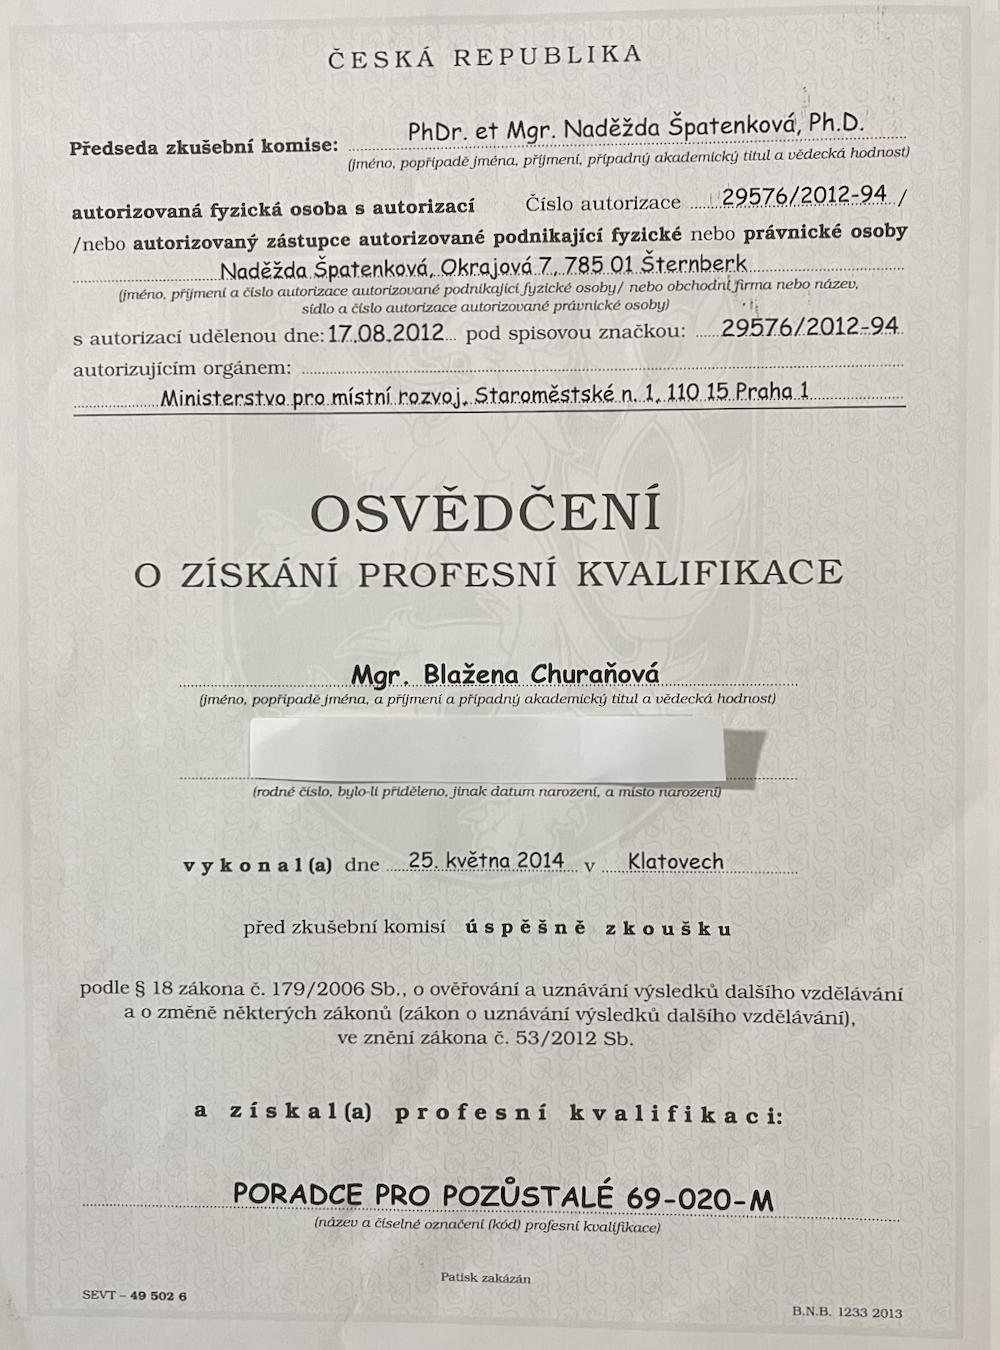 ČESKÁ REPUBLIKA
Předseda zkušební komise: PhDr. et Mgr. Naděžda Špatenková, Ph.D.
(jméno, popřípadě jména, příjmení, případný akademický titul a vědecká hodnost)
autorizovaná fyzická osoba s autorizací Číslo autorizace 29576/2012-94 /
/nebo autorizovaný zástupce autorizované podnikající fyzické nebo právnické osoby
Naděžda Špatenková, Okrajová 7, 785 01 Šternberk
(jméno, příjmení a číslo autorizace autorizované podnikající fyzické osoby/ nebo obchodní firma nebo název,
sídlo a číslo autorizace autorizované právnické osoby)
s autorizací udělenou dne: 17.08.2012 pod spisovou značkou: 29576/2012-94
autorizujícím orgánem:
Ministerstvo pro místní rozvoj, Staroměstské n. 1, 110 15 Praha 1
OSVĚDČENÍ
O ZÍSKÁNÍ PROFESNÍ KVALIFIKACE
Mgr. Blažena Churaňová
(jméno, popřípadě jména, a příjmení a případný akademický titul a vědecká hodnost)
(rodné číslo, bylo-li přiděleno, jinak datum narození, a místo narození)
vykonal(a) dne 25. května 2014 v Klatovech
před zkušební komisí úspěšně zkoušku
podle § 18 zákona č. 179/2006 Sb., o ověřování a uznávání výsledků dalšího vzdělávání
a o změně některých zákonů (zákon o uznávání výsledků dalšího vzdělávání),
ve znění zákona č. 53/2012 Sb.
a získal(a) profesní kvalifikaci:
PORADCE PRO POZŮSTALÉ 69-020-M
(název a číselné označení (kód) profesní kvalifikace)
Patisk zakázán
SEVT – 49 502 6
B.N.B. 1233 2013